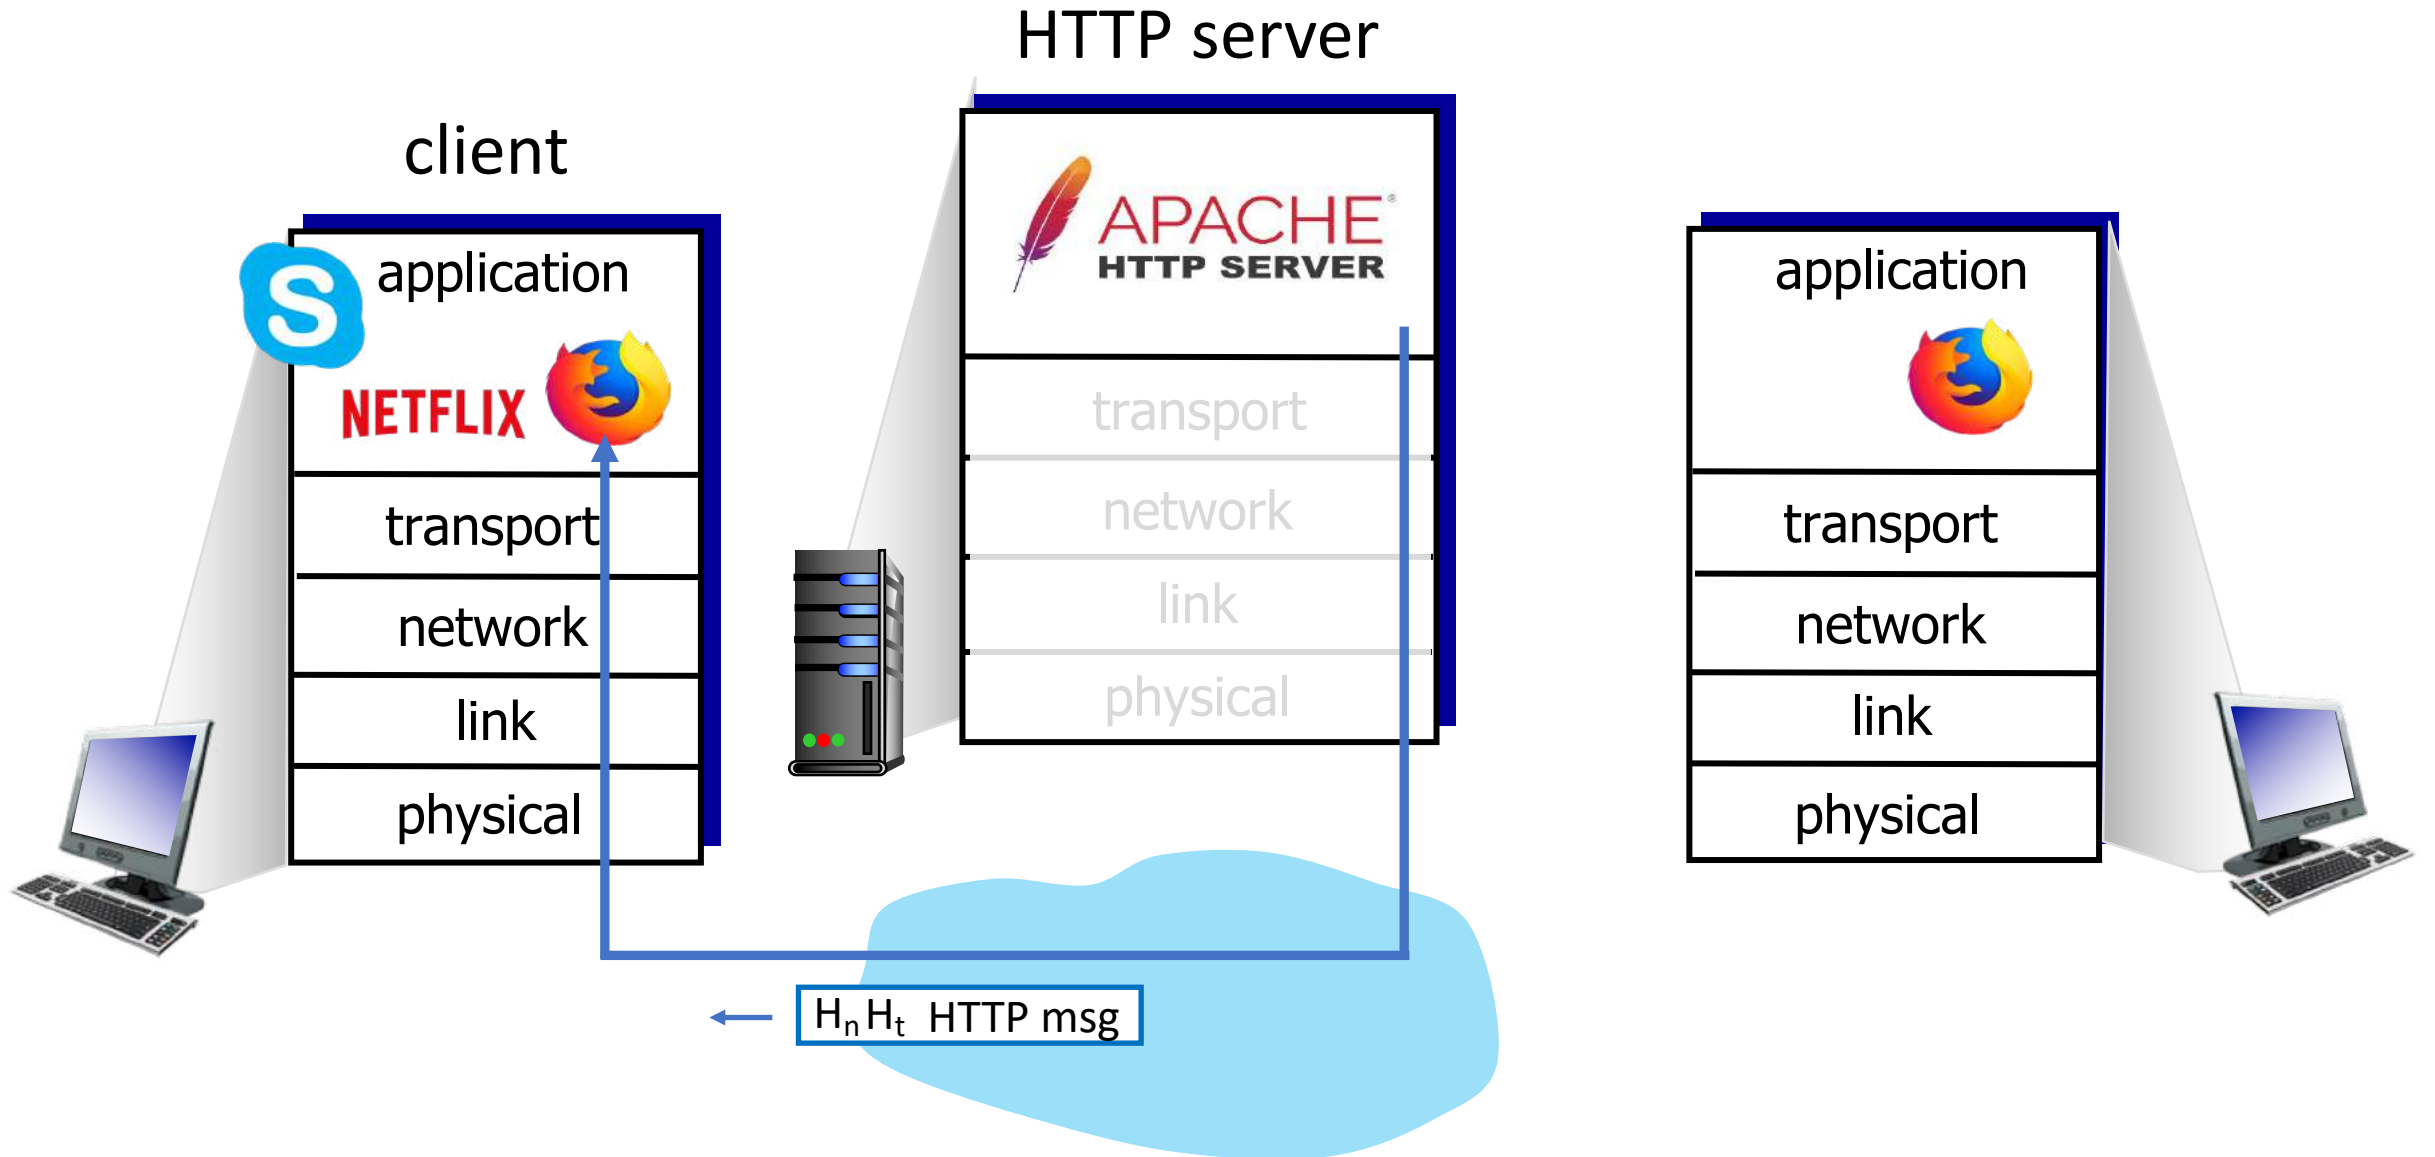 HTTP server
client
application
NETFLIX
transport
network
link
physical
APACHE®
HTTP SERVER
transport
network
link
physical
application
transport
network
link
physical
HnHt HTTP msg